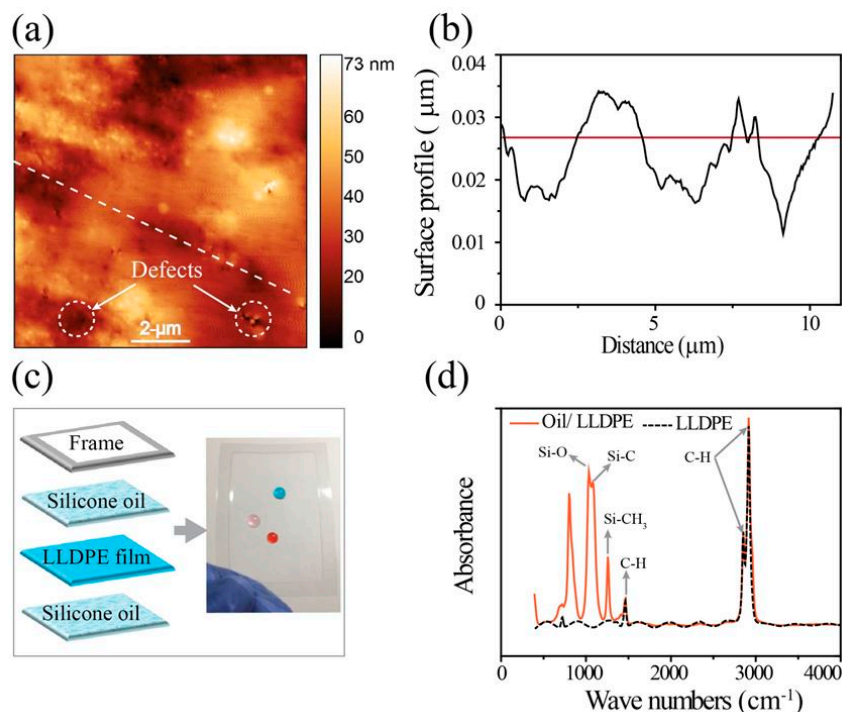 (a)
73 nm
60
50
40
30
20
0
Defects
2-µm
(b)
Surface profile ( µm)
0.04
0.03
0.02
0.01
0
0
5
10
Distance (µm)
(c)
Frame
Silicone oil
LLDPE film
Silicone oil
(d)
Absorbance
Oil/ LLDPE
LLDPE
Si-O
Si-C
C-H
Si-CH₃
C-H
0
1000
2000
3000
4000
Wave numbers (cm⁻¹)